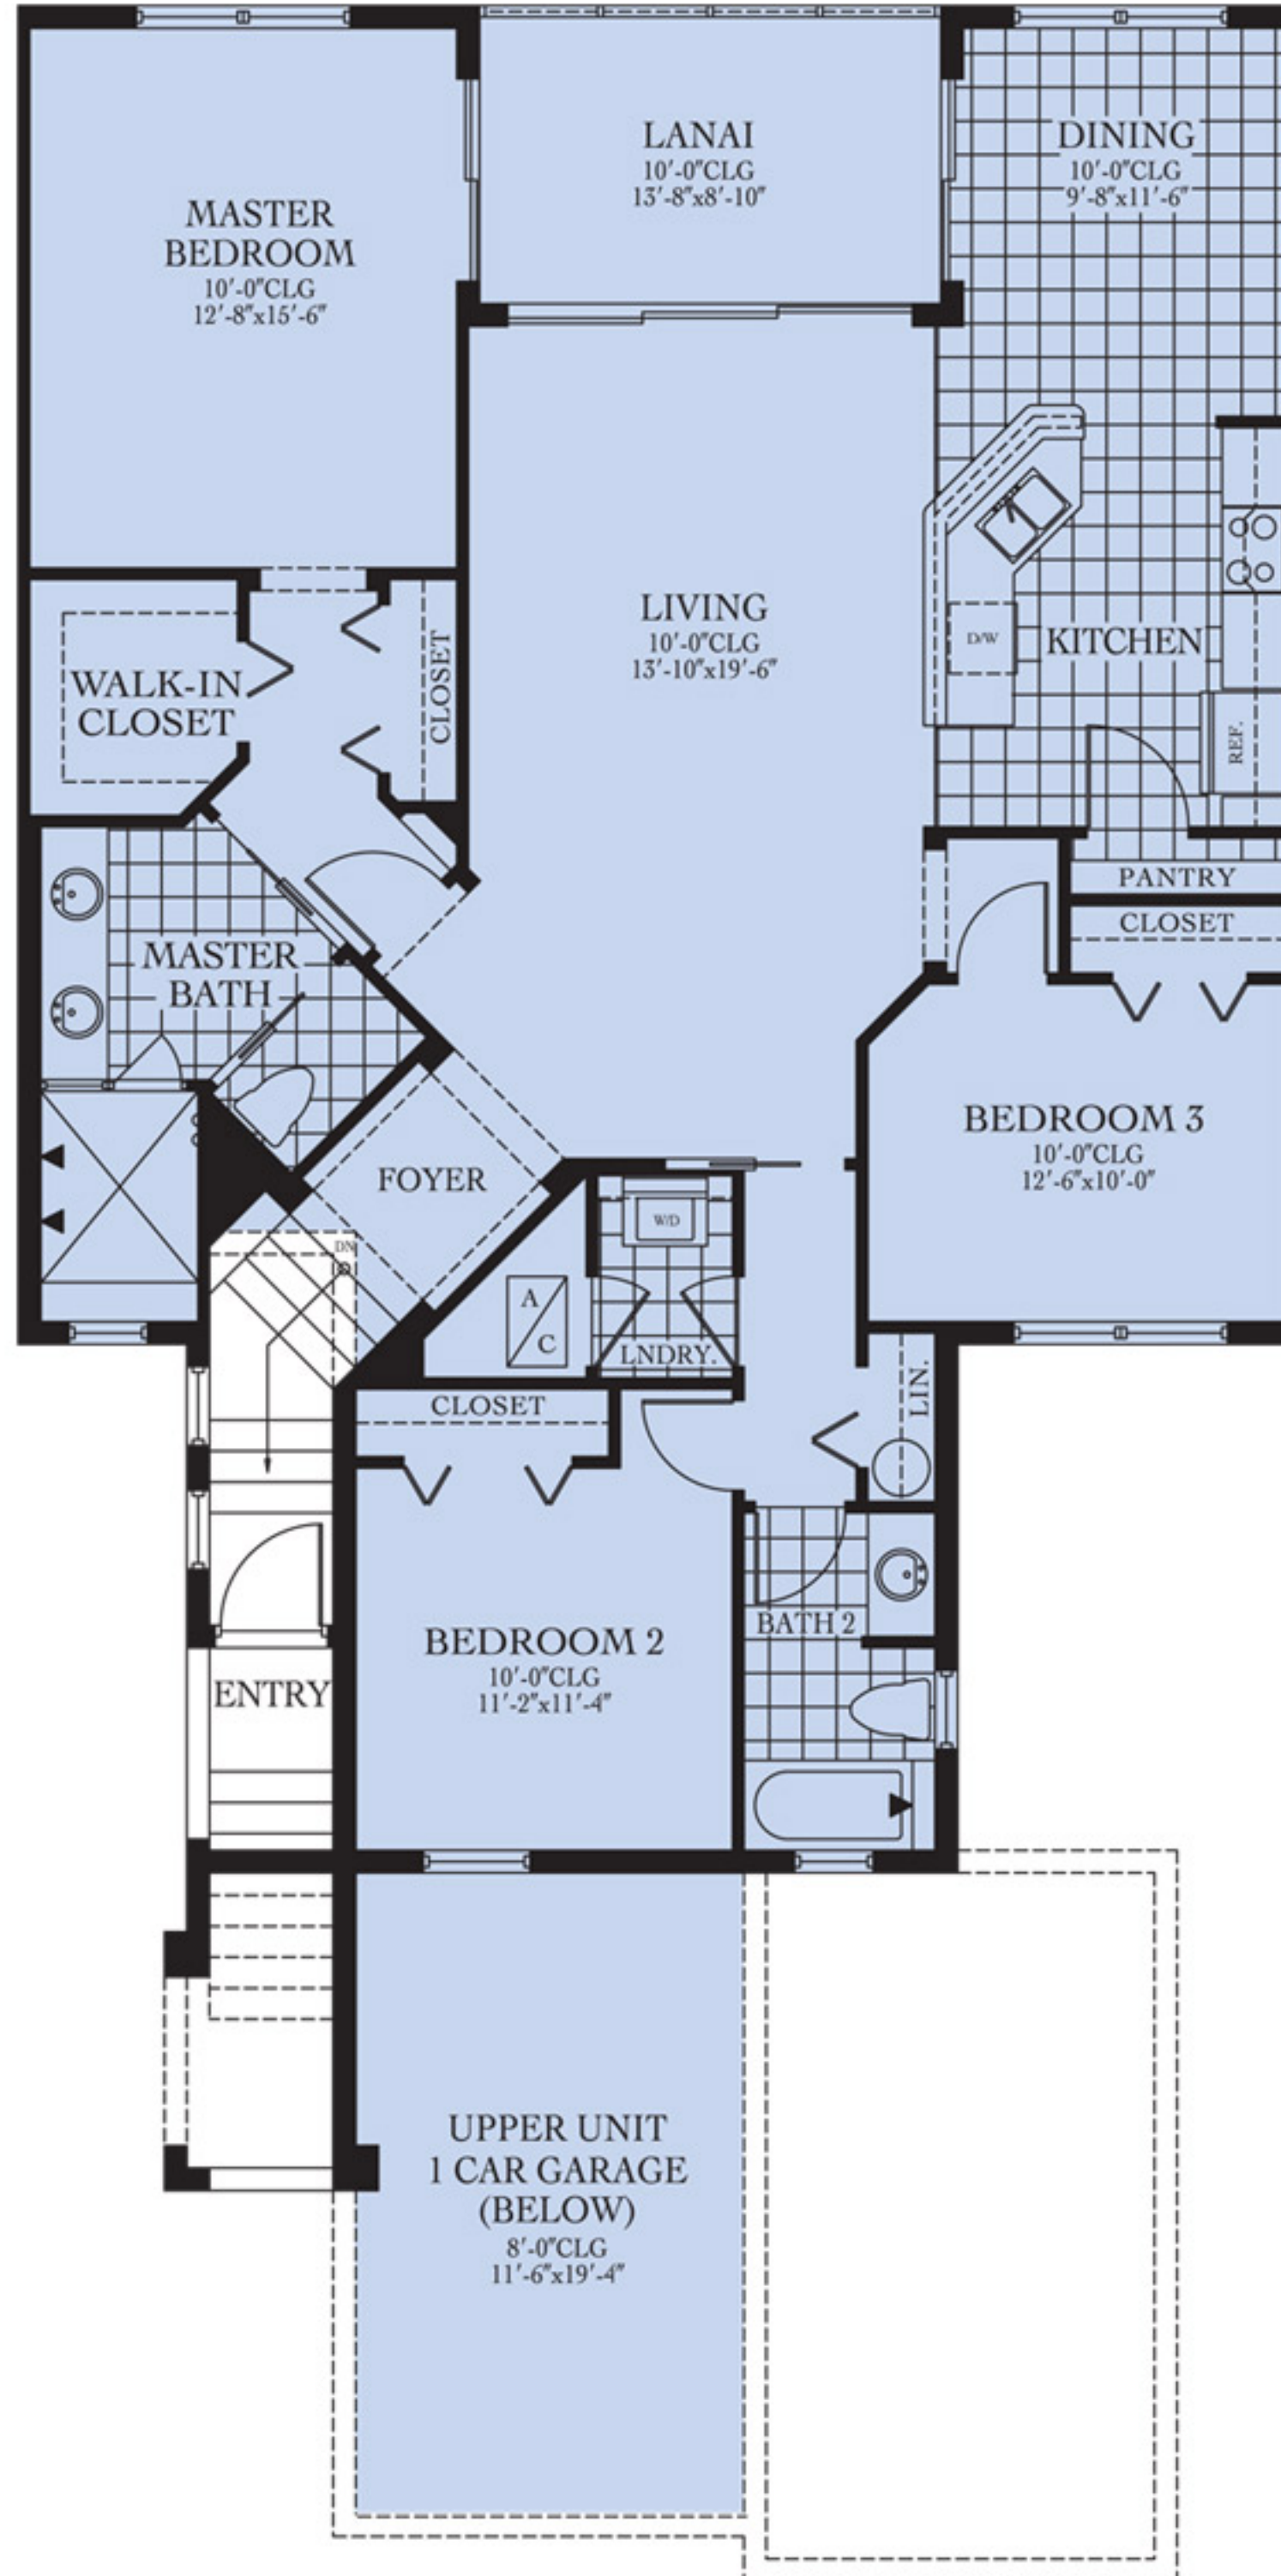 MASTER
BEDROOM
10'-0"CLG
12'-8"x15'-6"
LANAI
10'-0"CLG
13'-8"x8'-10"
DINING
10'-0"CLG
9'-8"x11'-6"
LIVING
10'-0"CLG
13'-10"x19'-6"
D/W
KITCHEN
REF.
WALK-IN
CLOSET
CLOSET
PANTRY
CLOSET
MASTER
BATH
FOYER
BEDROOM 3
10'-0"CLG
12'-6"x10'-0"
W/D
DN
A
C
LNDRY.
LIN.
CLOSET
BEDROOM 2
10'-0"CLG
11'-2"x11'-4"
BATH 2
ENTRY
UPPER UNIT
1 CAR GARAGE
(BELOW)
8'-0"CLG
11'-6"x19'-4"